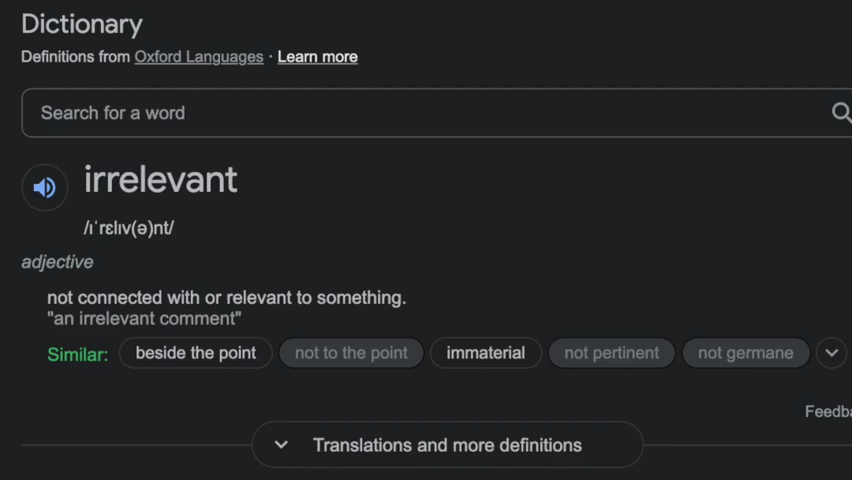 Dictionary
Definitions from Oxford Languages · Learn more
Search for a word
irrelevant
/ɪˈrɛlɪv(ə)nt/
adjective
not connected with or relevant to something.
"an irrelevant comment"
Similar: beside the point not to the point immaterial not pertinent not germane
Feedba
Translations and more definitions